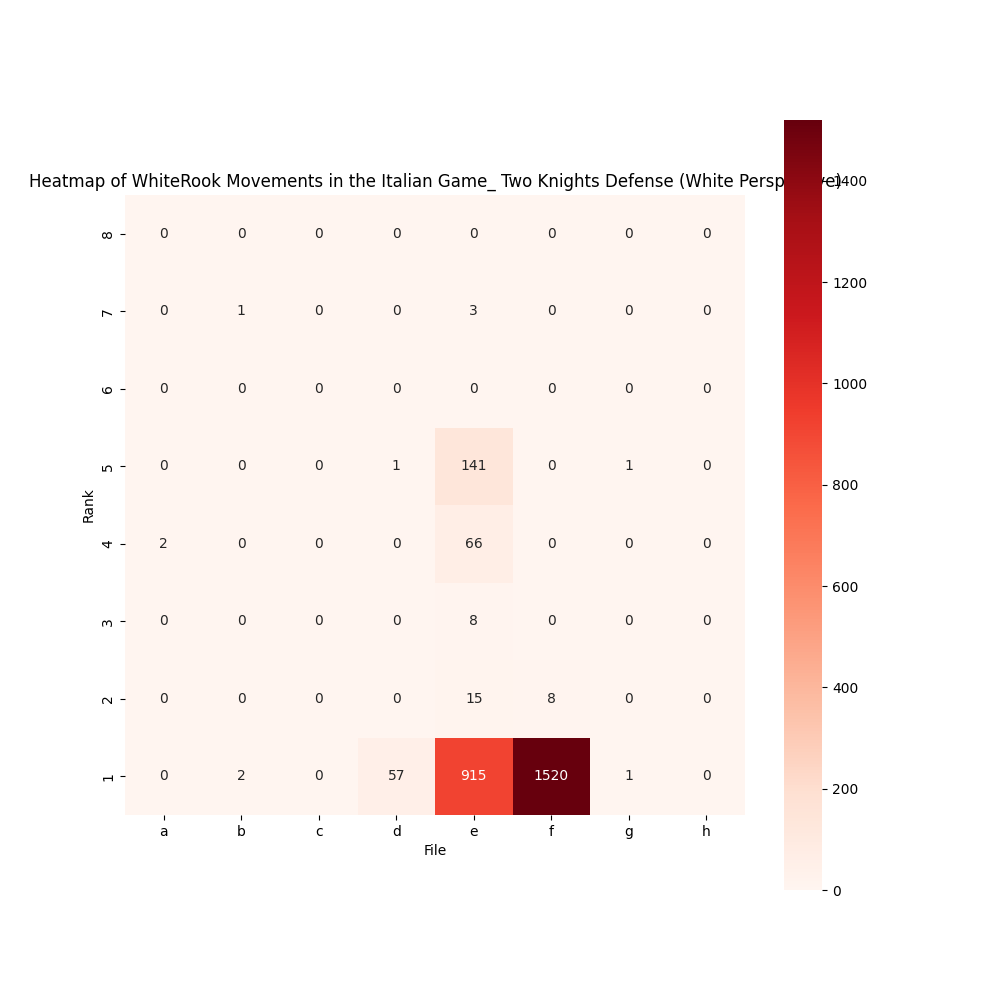 Heatmap of WhiteRook Movements in the Italian Game_ Two Knights Defense (White Persp ve)
1400
8 0 0 0 0 0 0 0 0
1200
7 0 1 0 0 3 0 0 0
1000
6 0 0 0 0 0 0 0 0
5 0 0 0 1 141 0 1 0
800
Rank
4 2 0 0 0 66 0 0 0
600
3 0 0 0 0 8 0 0 0
400
2 0 0 0 0 15 8 0 0
1 0 2 0 57 915 1520 1 0
200
a b c d e f g h
File
0